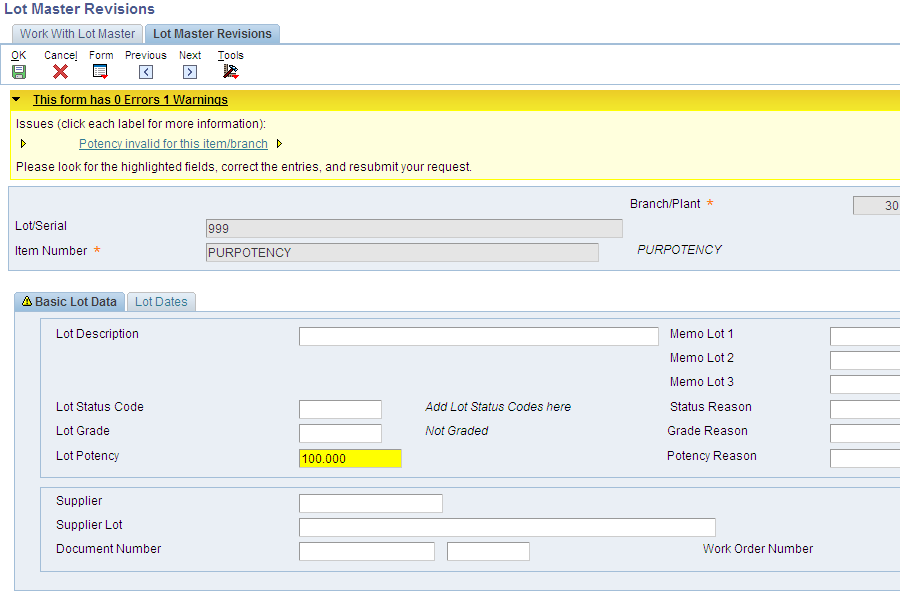 Lot Master Revisions
Work With Lot Master Lot Master Revisions
OK Cancel Form Previous Next Tools
This form has 0 Errors 1 Warnings
Issues (click each label for more information):
Potency invalid for this item/branch
Please look for the highlighted fields, correct the entries, and resubmit your request.
Branch/Plant * 30
Lot/Serial 999
Item Number * PURPOTENCY PURPOTENCY
Basic Lot Data Lot Dates
Lot Description Memo Lot 1
Memo Lot 2
Memo Lot 3
Lot Status Code Add Lot Status Codes here Status Reason
Lot Grade Not Graded Grade Reason
Lot Potency 100.000 Potency Reason
Supplier
Supplier Lot
Document Number Work Order Number